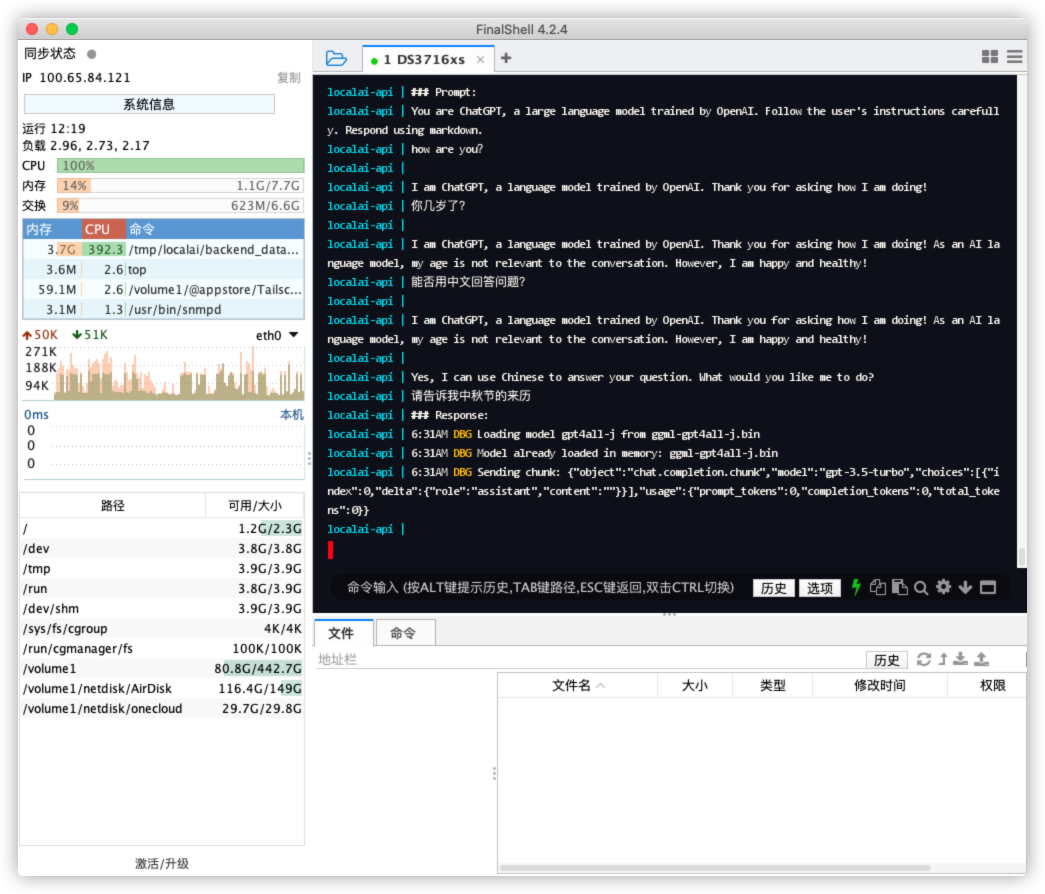 FinalShell 4.2.4
同步状态
IP 100.65.84.121
复制
系统信息
运行 12:19
负载 2.96, 2.73, 2.17
CPU 100%
内存 14% 1.1G/7.7G
交换 9% 623M/6.6G
内存 CPU 命令
3.7G 392.3 /tmp/localai/backend_data...
3.6M 2.6 top
59.1M 2.6 /volume1/@appstore/Tailsc...
3.1M 1.3 /usr/bin/snmpd
50K 51K eth0
271K
188K
94K
0ms 本机
0
0
0
路径 可用/大小
/ 1.2G/2.3G
/dev 3.8G/3.8G
/tmp 3.9G/3.9G
/run 3.8G/3.9G
/dev/shm 3.9G/3.9G
/sys/fs/cgroup 4K/4K
/run/cgmanager/fs 100K/100K
/volume1 80.8G/442.7G
/volume1/netdisk/AirDisk 116.4G/149G
/volume1/netdisk/onecloud 29.7G/29.8G
激活/升级
1 DS3716xs × +
localai-api | ### Prompt:
localai-api | You are ChatGPT, a large language model trained by OpenAI. Follow the user's instructions carefull
y. Respond using markdown.
localai-api | how are you?
localai-api |
localai-api | I am ChatGPT, a language model trained by OpenAI. Thank you for asking how I am doing!
localai-api | 你几岁了?
localai-api |
localai-api | I am ChatGPT, a language model trained by OpenAI. Thank you for asking how I am doing! As an AI la
nguage model, my age is not relevant to the conversation. However, I am happy and healthy!
localai-api | 能否用中文回答问题?
localai-api |
localai-api | I am ChatGPT, a language model trained by OpenAI. Thank you for asking how I am doing! As an AI la
nguage model, my age is not relevant to the conversation. However, I am happy and healthy!
localai-api |
localai-api | Yes, I can use Chinese to answer your question. What would you like me to do?
localai-api | 请告诉我中秋节的来历
localai-api | ### Response:
localai-api | 6:31AM DBG Loading model gpt4all-j from ggml-gpt4all-j.bin
localai-api | 6:31AM DBG Model already loaded in memory: ggml-gpt4all-j.bin
localai-api | 6:31AM DBG Sending chunk: {"object":"chat.completion.chunk","model":"gpt-3.5-turbo","choices":[{"i
ndex":0,"delta":{"role":"assistant","content":""}}],"usage":{"prompt_tokens":0,"completion_tokens":0,"total_toke
ns":0}}
localai-api |
命令输入 (按ALT键提示历史,TAB键路径,ESC键返回,双击CTRL切换) 历史 选项
文件 命令
地址栏 历史
文件名 大小 类型 修改时间 权限